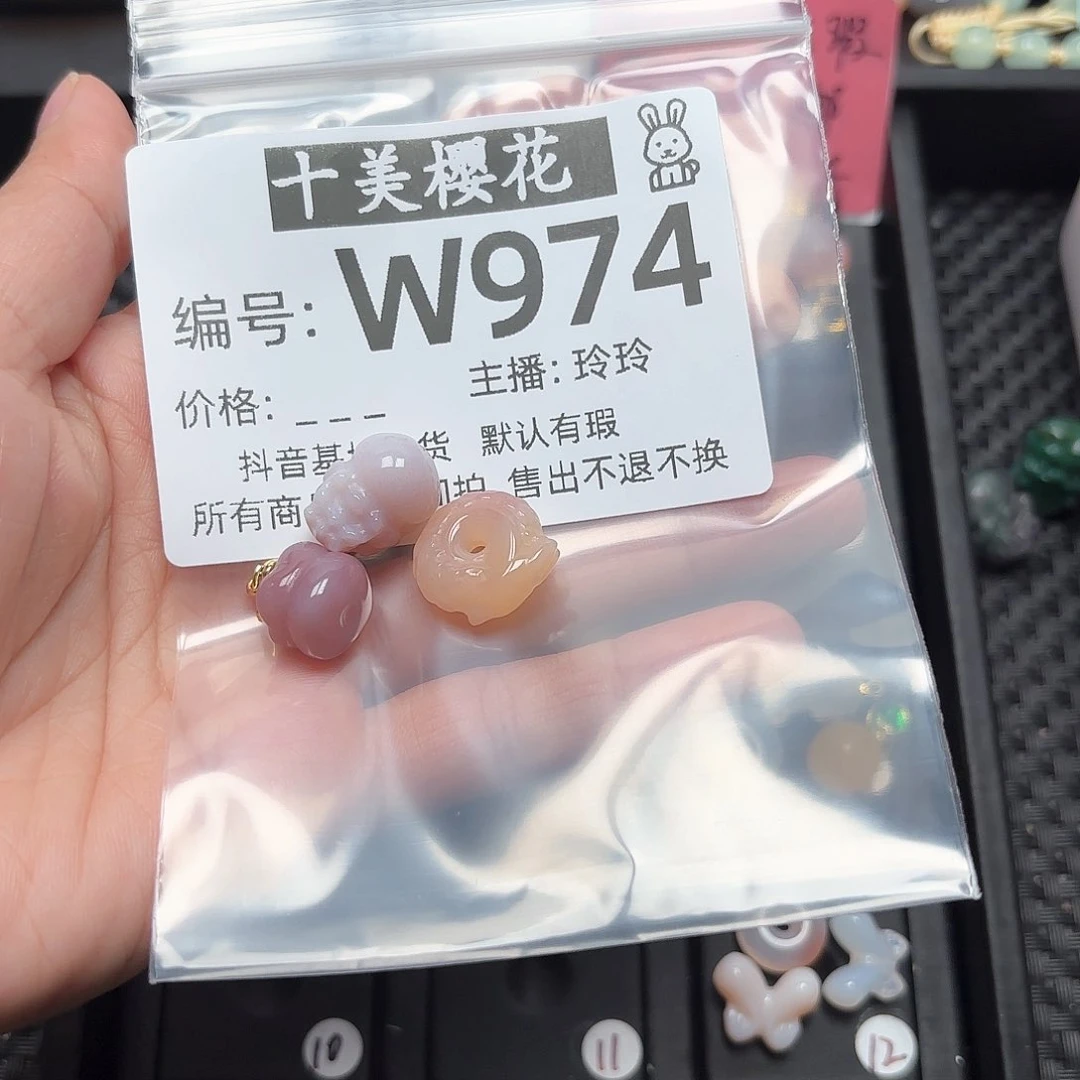 十美樱花
编号: W974
价格: _ _ _ 主播: 玲玲
抖音基 货 默认有瑕
所有商 拍 售出不退不换
瑕
10
11
12